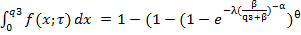 ∫₀^{q3} f(x;τ) dx = 1 − (1 − (1 − e^{−λ(β/(q3+β))^{−α}})^θ